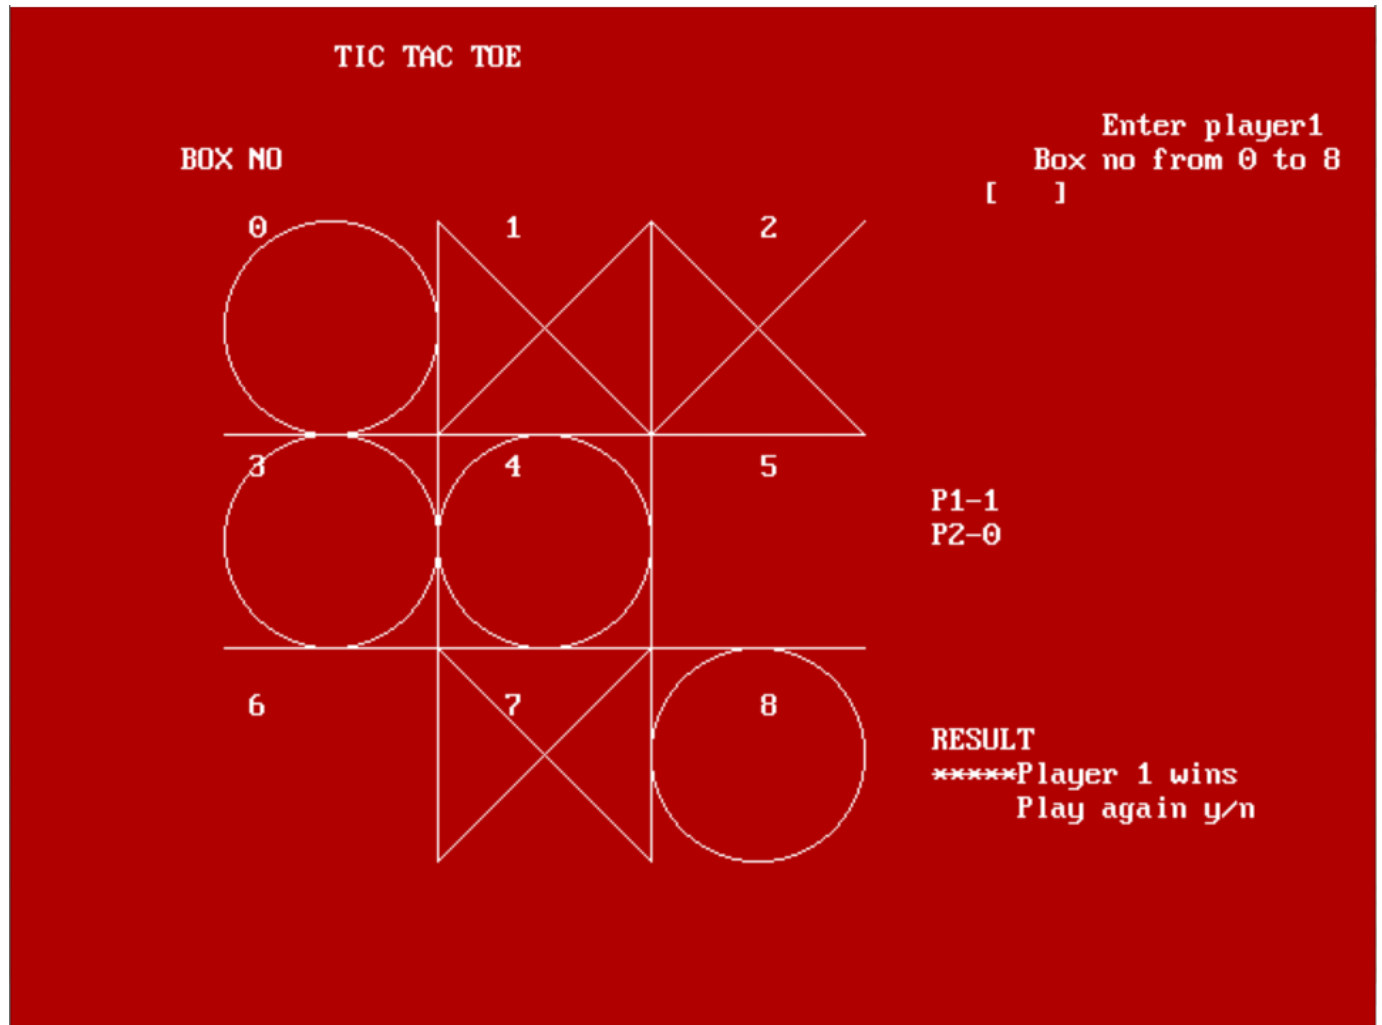 TIC TAC TOE
Enter player1
BOX NO
Box no from 0 to 8
[ ]
0 1 2
3 4 5
P1-1
P2-0
6 7 8
RESULT
*****Player 1 wins
Play again y/n